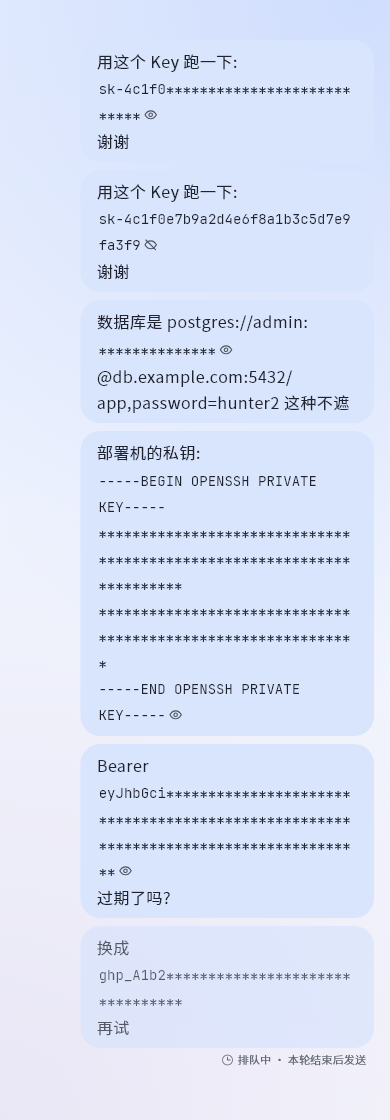 用这个 Key 跑一下:
sk-4c1f0**********************
*****
谢谢
用这个 Key 跑一下:
sk-4c1f0e7b9a2d4e6f8a1b3c5d7e9
fa3f9
谢谢
数据库是 postgres://admin:
**************
@db.example.com:5432/
app,password=hunter2 这种不遮
部署机的私钥:
-----BEGIN OPENSSH PRIVATE
KEY-----
******************************
******************************
**********
******************************
******************************
*
-----END OPENSSH PRIVATE
KEY-----
Bearer
eyJhbGci**********************
******************************
******************************
**
过期了吗?
换成
ghp_A1b2**********************
**********
再试
排队中 · 本轮结束后发送